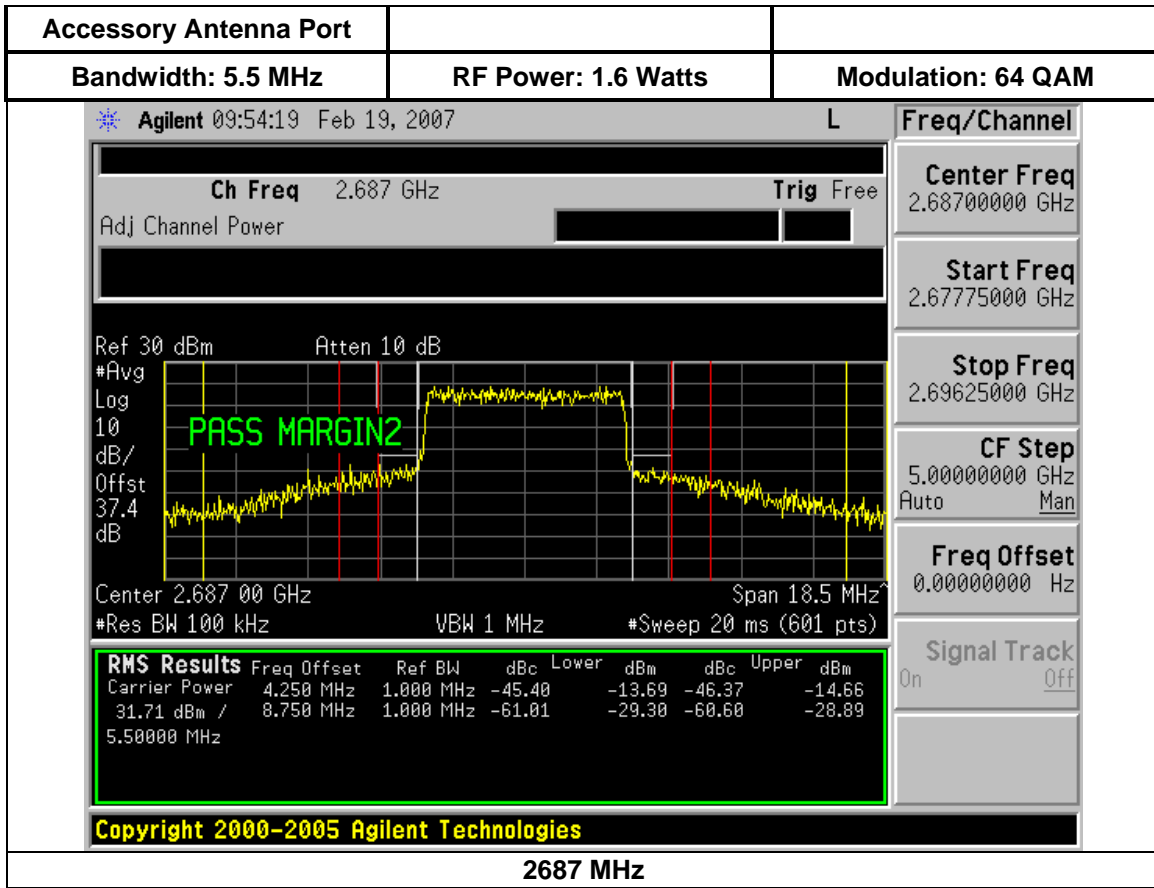 Accessory Antenna Port
Bandwidth: 5.5 MHz RF Power: 1.6 Watts Modulation: 64 QAM
Agilent 09:54:19 Feb 19, 2007 L Freq/Channel
Ch Freq 2.687 GHz Trig Free
Adj Channel Power
Center Freq
2.68700000 GHz
Start Freq
2.67775000 GHz
Stop Freq
2.69625000 GHz
CF Step
5.00000000 GHz
Auto Man
Freq Offset
0.00000000 Hz
Signal Track
On Off
Ref 30 dBm Atten 10 dB
#Avg
Log
10
dB/
Offst
37.4
dB
PASS MARGIN2
Center 2.687 00 GHz Span 18.5 MHz^
#Res BW 100 kHz VBW 1 MHz #Sweep 20 ms (601 pts)
RMS Results Freq Offset Ref BW dBc Lower dBm dBc Upper dBm
Carrier Power 4.250 MHz 1.000 MHz -45.40 -13.69 -46.37 -14.66
31.71 dBm / 8.750 MHz 1.000 MHz -61.01 -29.30 -60.60 -28.89
5.50000 MHz
Copyright 2000-2005 Agilent Technologies
2687 MHz